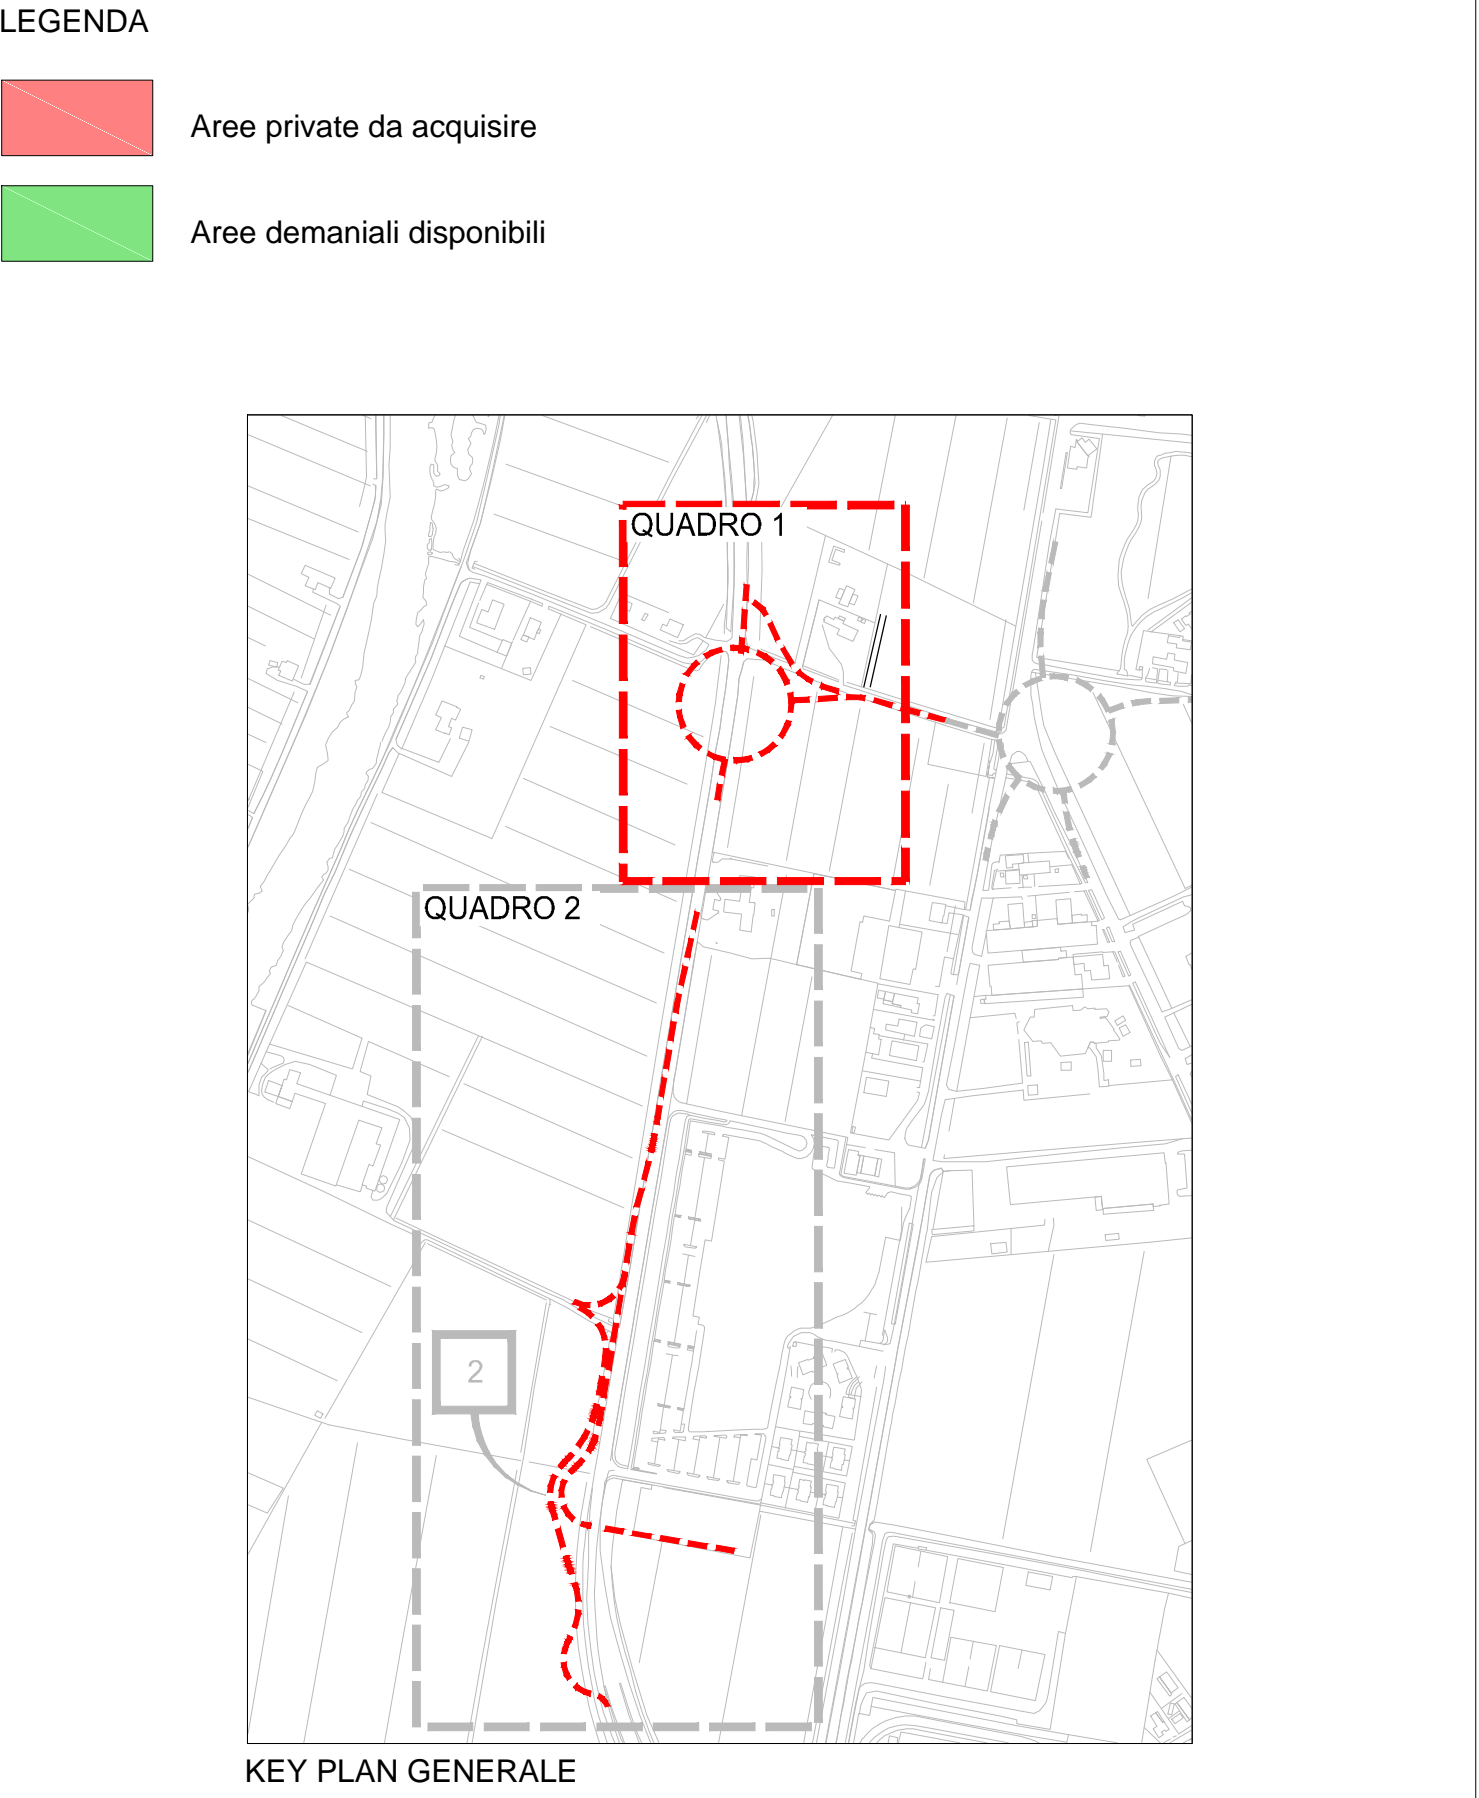 LEGENDA
Aree private da acquisire
Aree demaniali disponibili
QUADRO 1
QUADRO 2
2
KEY PLAN GENERALE